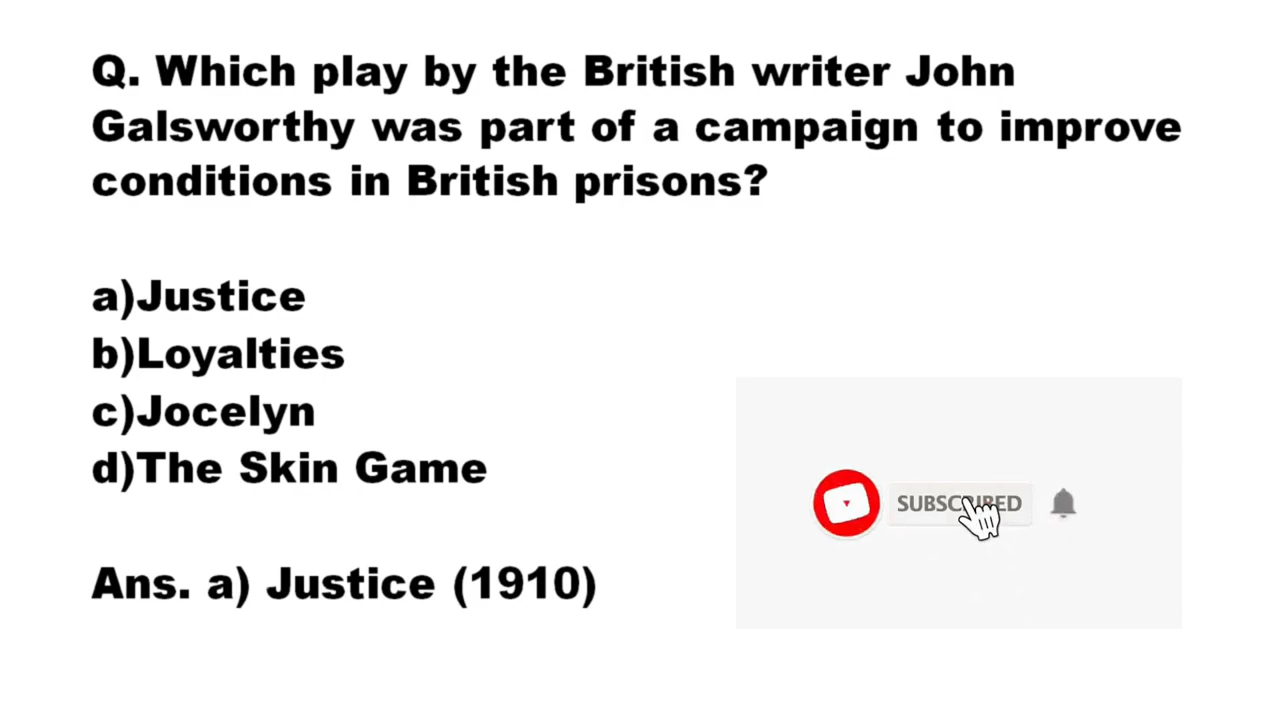 Q. Which play by the British writer John
Galsworthy was part of a campaign to improve
conditions in British prisons?
a)Justice
b)Loyalties
c)Jocelyn
d)The Skin Game
Ans. a) Justice (1910)
SUBSCRIBED